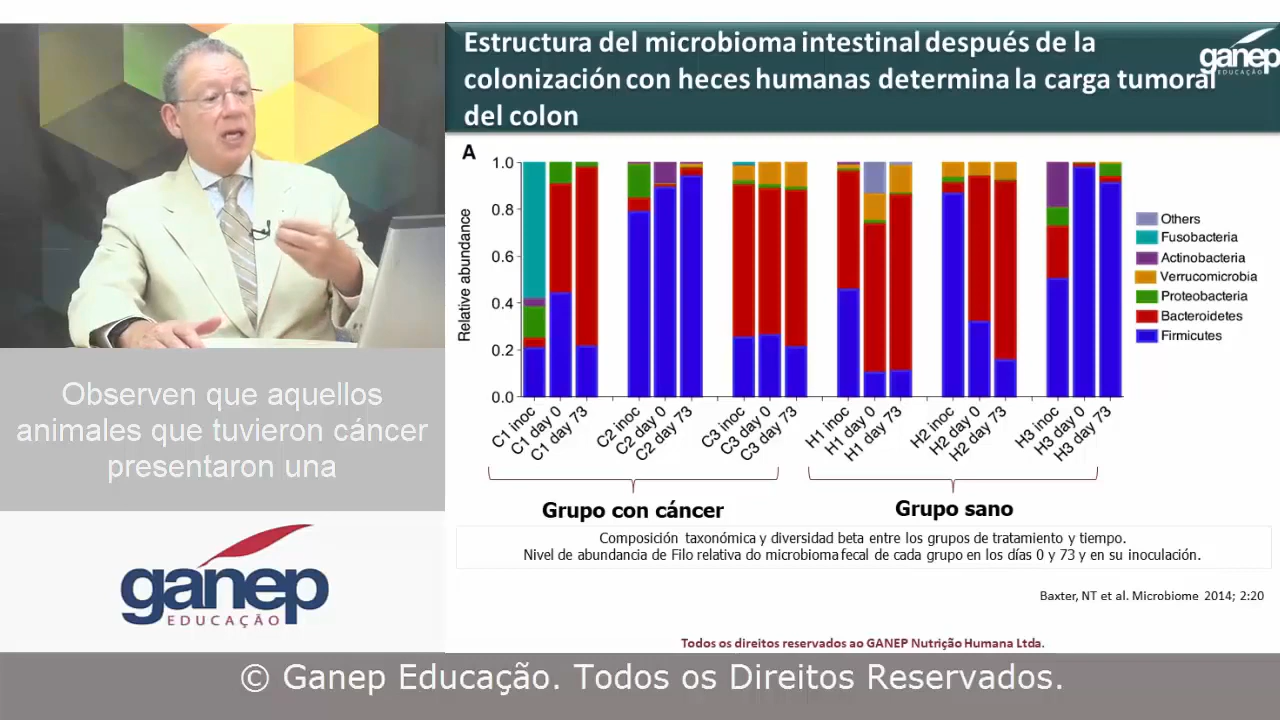 Estructura del microbioma intestinal después de la
colonización con heces humanas determina la carga tumoral
del colon
ganep
EDUCAÇÃO
A
Relative abundance
1.0
0.8
0.6
0.4
0.2
0.0
C1 inoc
C1 day 0
C1 day 73
C2 inoc
C2 day 0
C2 day 73
C3 inoc
C3 day 0
C3 day 73
H1 inoc
H1 day 0
H1 day 73
H2 inoc
H2 day 0
H2 day 73
H3 inoc
H3 day 0
H3 day 73
Others
Fusobacteria
Actinobacteria
Verrucomicrobia
Proteobacteria
Bacteroidetes
Firmicutes
Grupo con cáncer
Grupo sano
Composición taxonómica y diversidad beta entre los grupos de tratamiento y tiempo.
Nivel de abundancia de Filo relativa do microbioma fecal de cada grupo en los días 0 y 73 y en su inoculación.
Baxter, NT et al. Microbiome 2014; 2:20
Todos os direitos reservados ao GANEP Nutrição Humana Ltda.
Observen que aquellos
animales que tuvieron cáncer
presentaron una
ganep
EDUCAÇÃO
© Ganep Educação. Todos os Direitos Reservados.